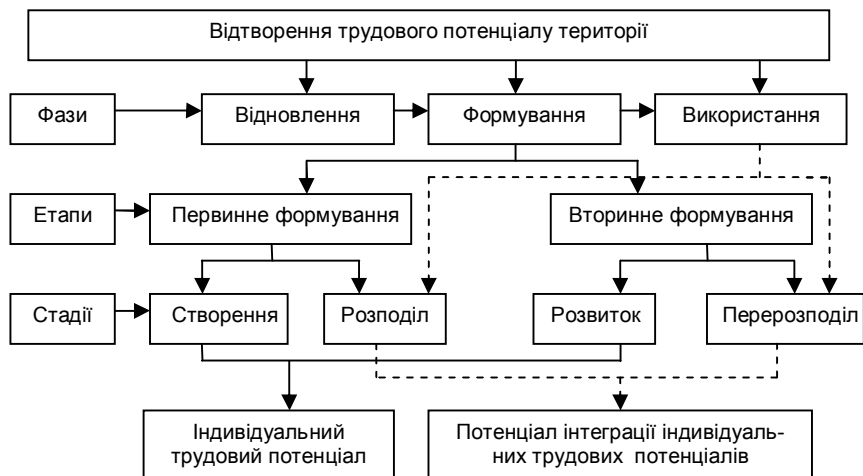 Відтворення трудового потенціалу території
Фази
Відновлення
Формування
Використання
Етапи
Первинне формування
Вторинне формування
Стадії
Створення
Розподіл
Розвиток
Перерозподіл
Індивідуальний
трудовий потенціал
Потенціал інтеграції індивідуаль-
них трудових потенціалів